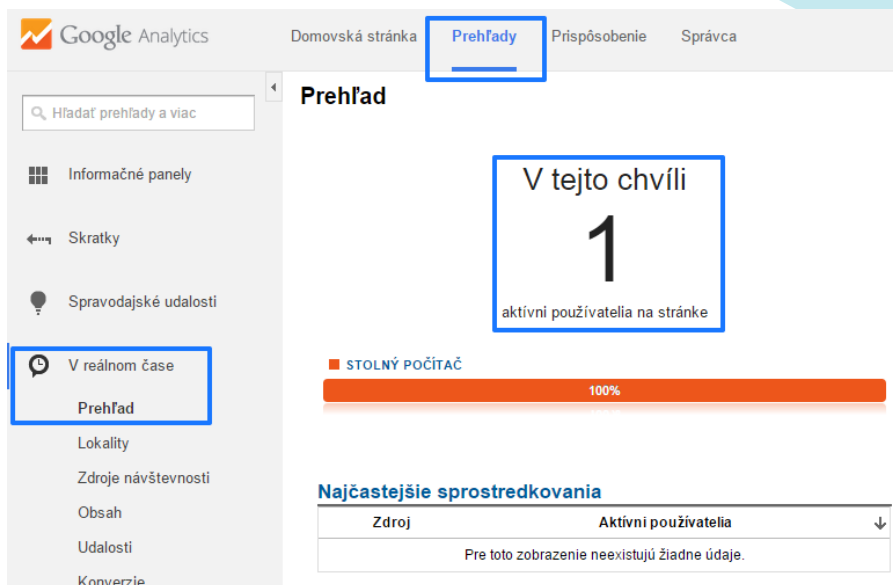 Google Analytics
Domovská stránka Prehľady Prispôsobenie Správca
Hľadať prehľady a viac
Informačné panely
Skratky
Spravodajské udalosti
V reálnom čase
Prehľad
Lokality
Zdroje návštevnosti
Obsah
Udalosti
Konverzie
Prehľad
V tejto chvíli
1
aktívni používatelia na stránke
STOLNÝ POČÍTAČ
100%
Najčastejšie sprostredkovania
Zdroj Aktívni používatelia
Pre toto zobrazenie neexistujú žiadne údaje.